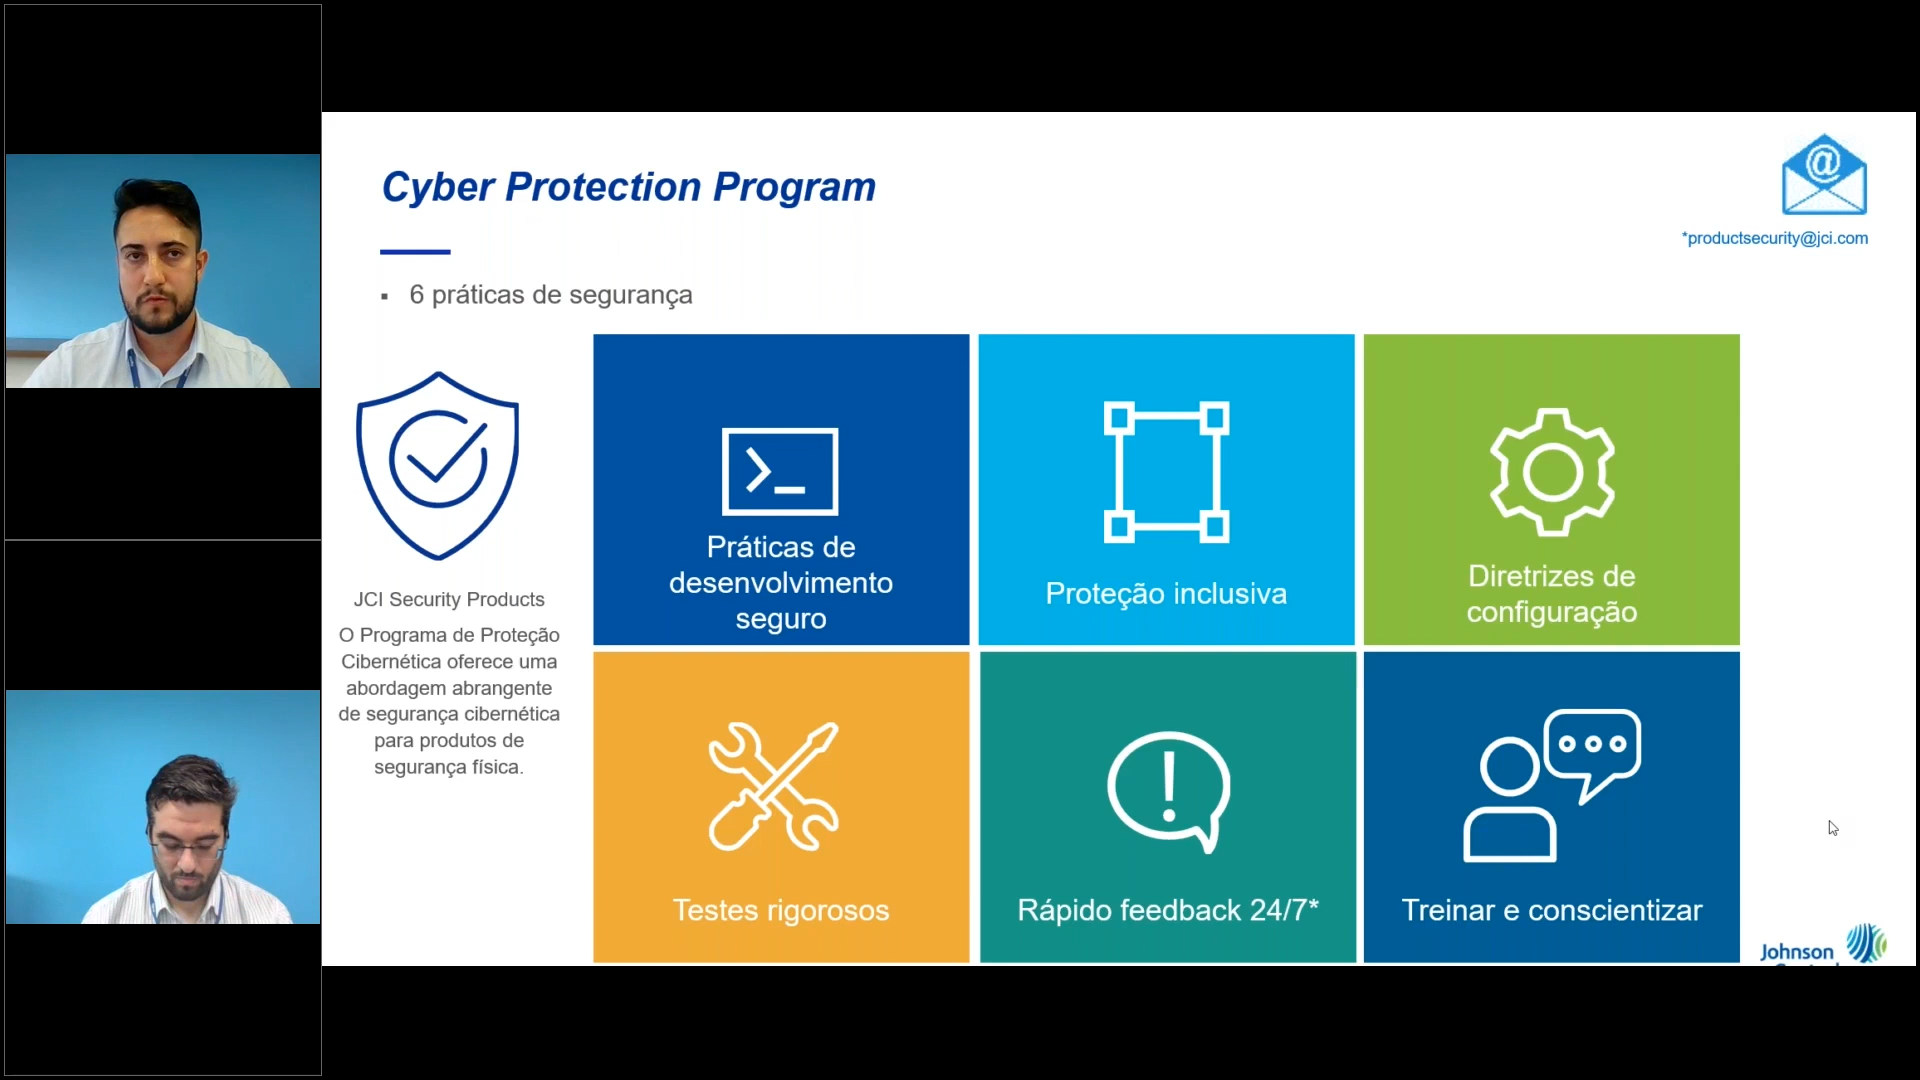 Cyber Protection Program
*productsecurity@jci.com
▪ 6 práticas de segurança
JCI Security Products
O Programa de Proteção
Cibernética oferece uma
abordagem abrangente
de segurança cibernética
para produtos de
segurança física.
>_
Práticas de
desenvolvimento
seguro
Proteção inclusiva
Diretrizes de
configuração
Testes rigorosos
Rápido feedback 24/7*
Treinar e conscientizar
Johnson